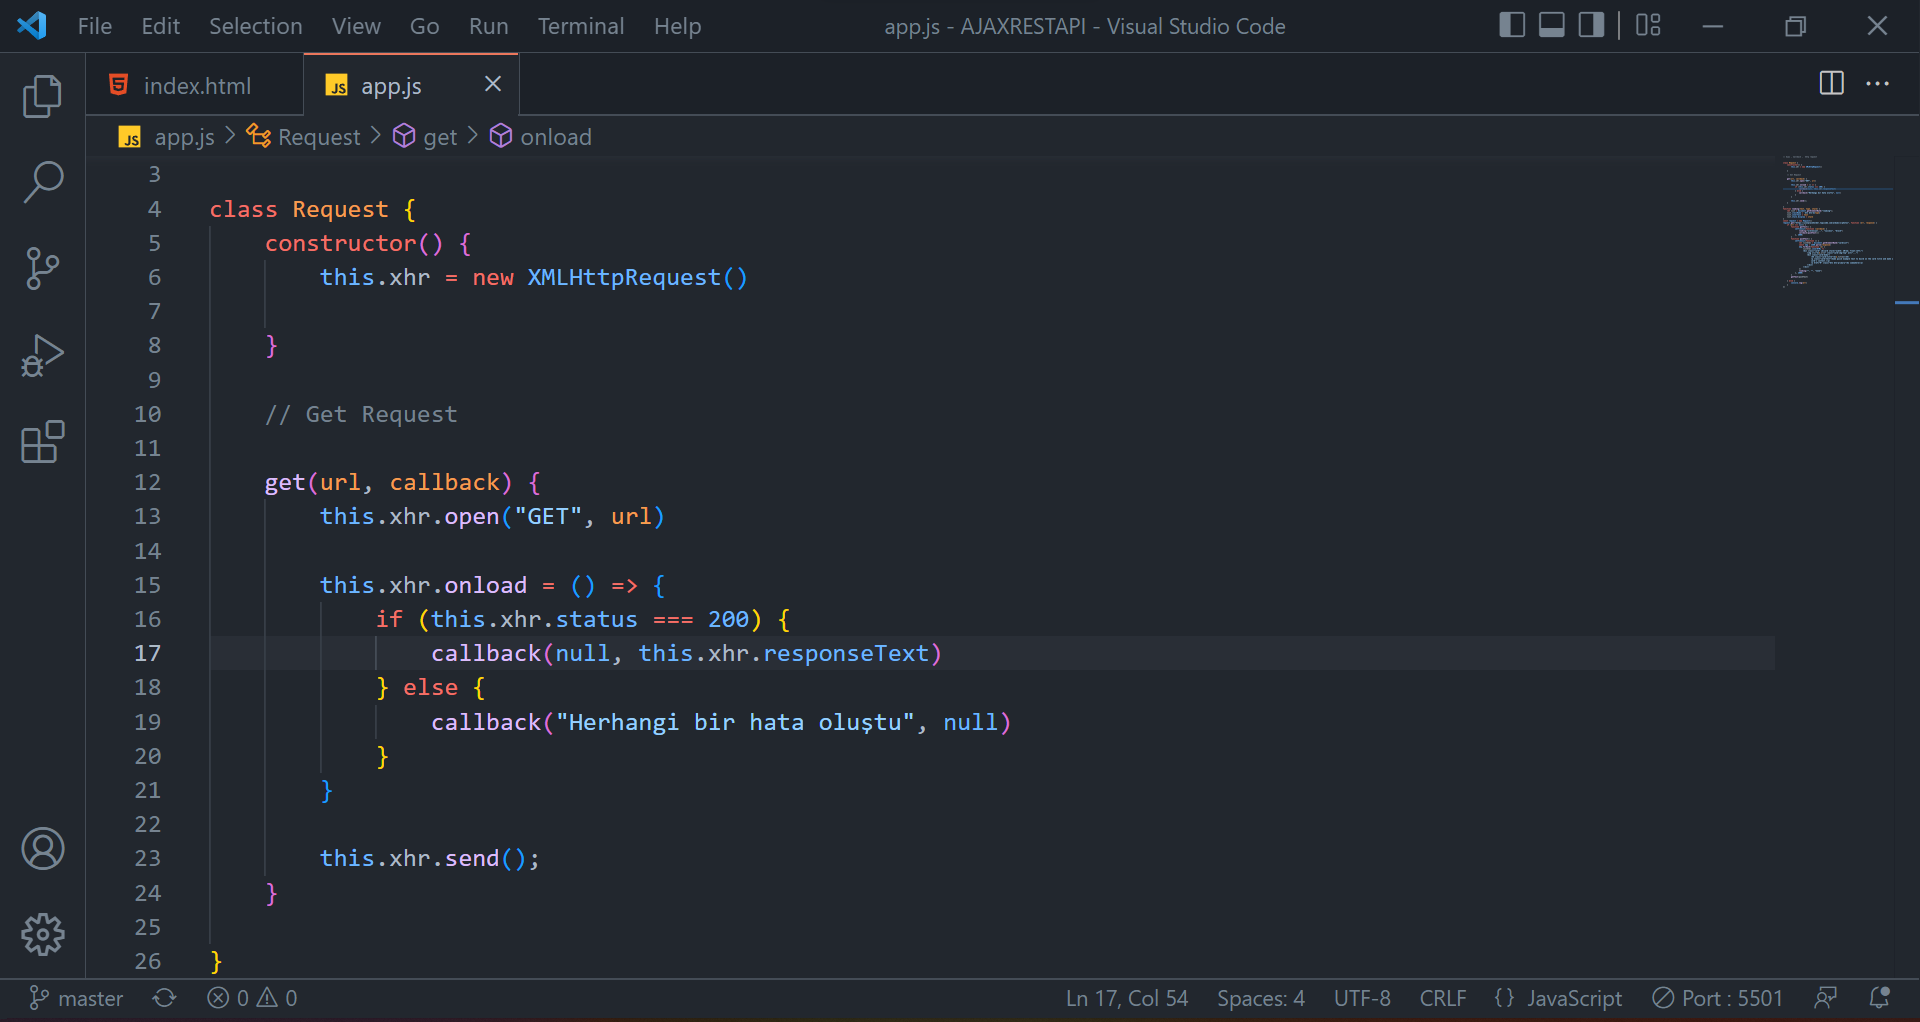 File Edit Selection View Go Run Terminal Help app.js - AJAXRESTAPI - Visual Studio Code
index.html JS app.js
JS app.js > Request > get > onload
3
4 class Request {
5     constructor() {
6         this.xhr = new XMLHttpRequest()
7
8     }
9
10     // Get Request
11
12     get(url, callback) {
13         this.xhr.open("GET", url)
14
15         this.xhr.onload = () => {
16             if (this.xhr.status === 200) {
17                 callback(null, this.xhr.responseText)
18             } else {
19                 callback("Herhangi bir hata oluştu", null)
20             }
21         }
22
23         this.xhr.send();
24     }
25
26 }
master 0 0 Ln 17, Col 54 Spaces: 4 UTF-8 CRLF {} JavaScript Port : 5501